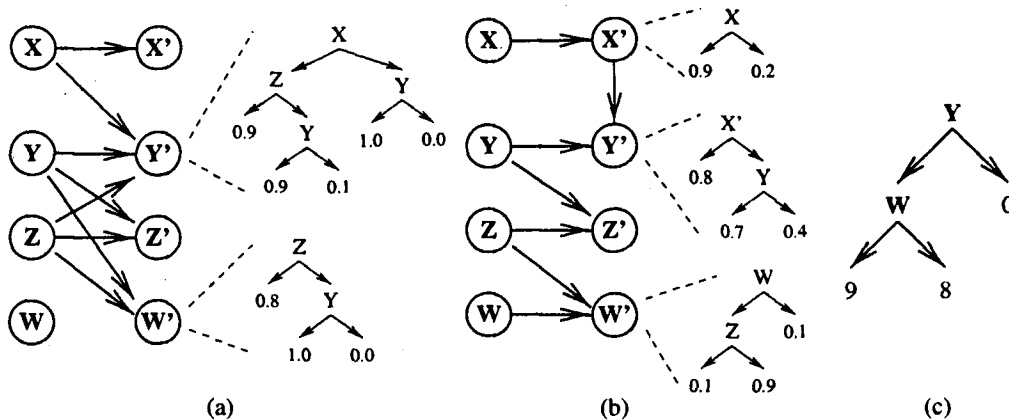 X X'
Y Y'
Z Z'
W W'
X
Z Y
0.9 Y 1.0 0.0
0.9 0.1
Z
0.8 Y
1.0 0.0
(a)
X X'
Y Y'
Z Z'
W W'
X
0.9 0.2
X'
0.8 Y
0.7 0.4
W
Z 0.1
0.1 0.9
(b)
Y
W
9 8
(c)